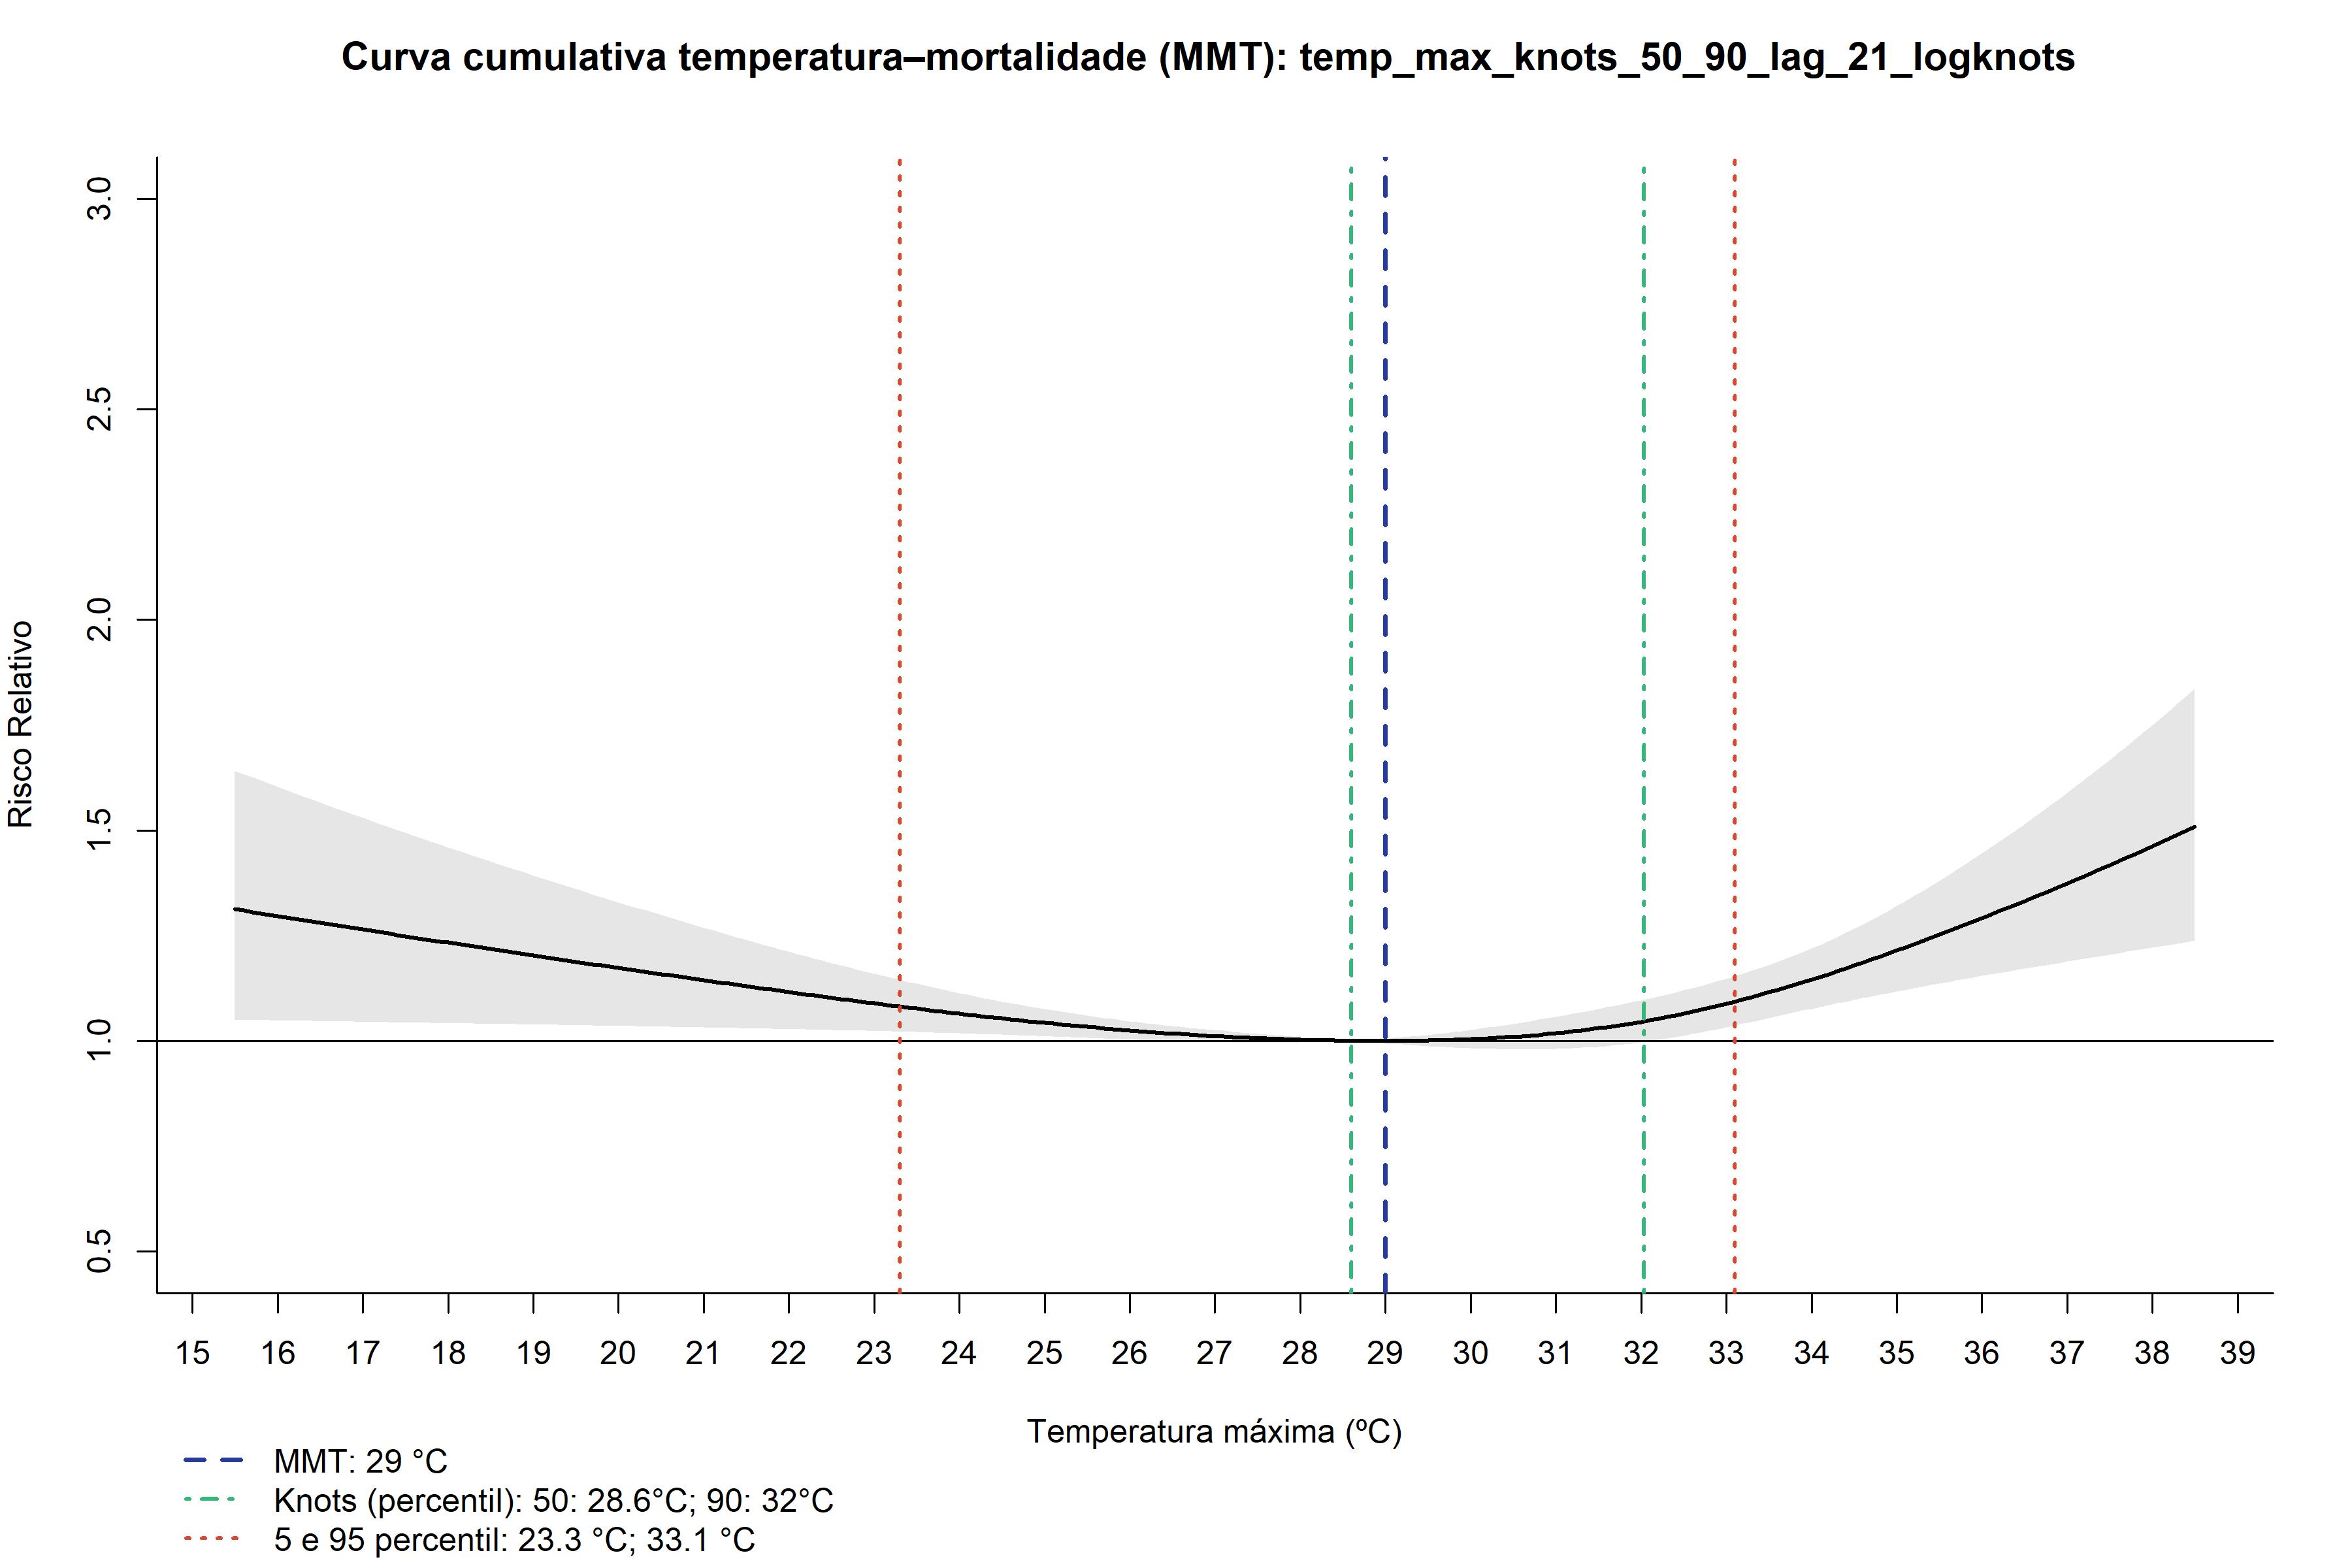 Curva cumulativa temperatura–mortalidade (MMT): temp_max_knots_50_90_lag_21_logknots
Risco Relativo
3.0
2.5
2.0
1.5
1.0
0.5
15 16 17 18 19 20 21 22 23 24 25 26 27 28 29 30 31 32 33 34 35 36 37 38 39
Temperatura máxima (ºC)
MMT: 29 °C
Knots (percentil): 50: 28.6°C; 90: 32°C
5 e 95 percentil: 23.3 °C; 33.1 °C